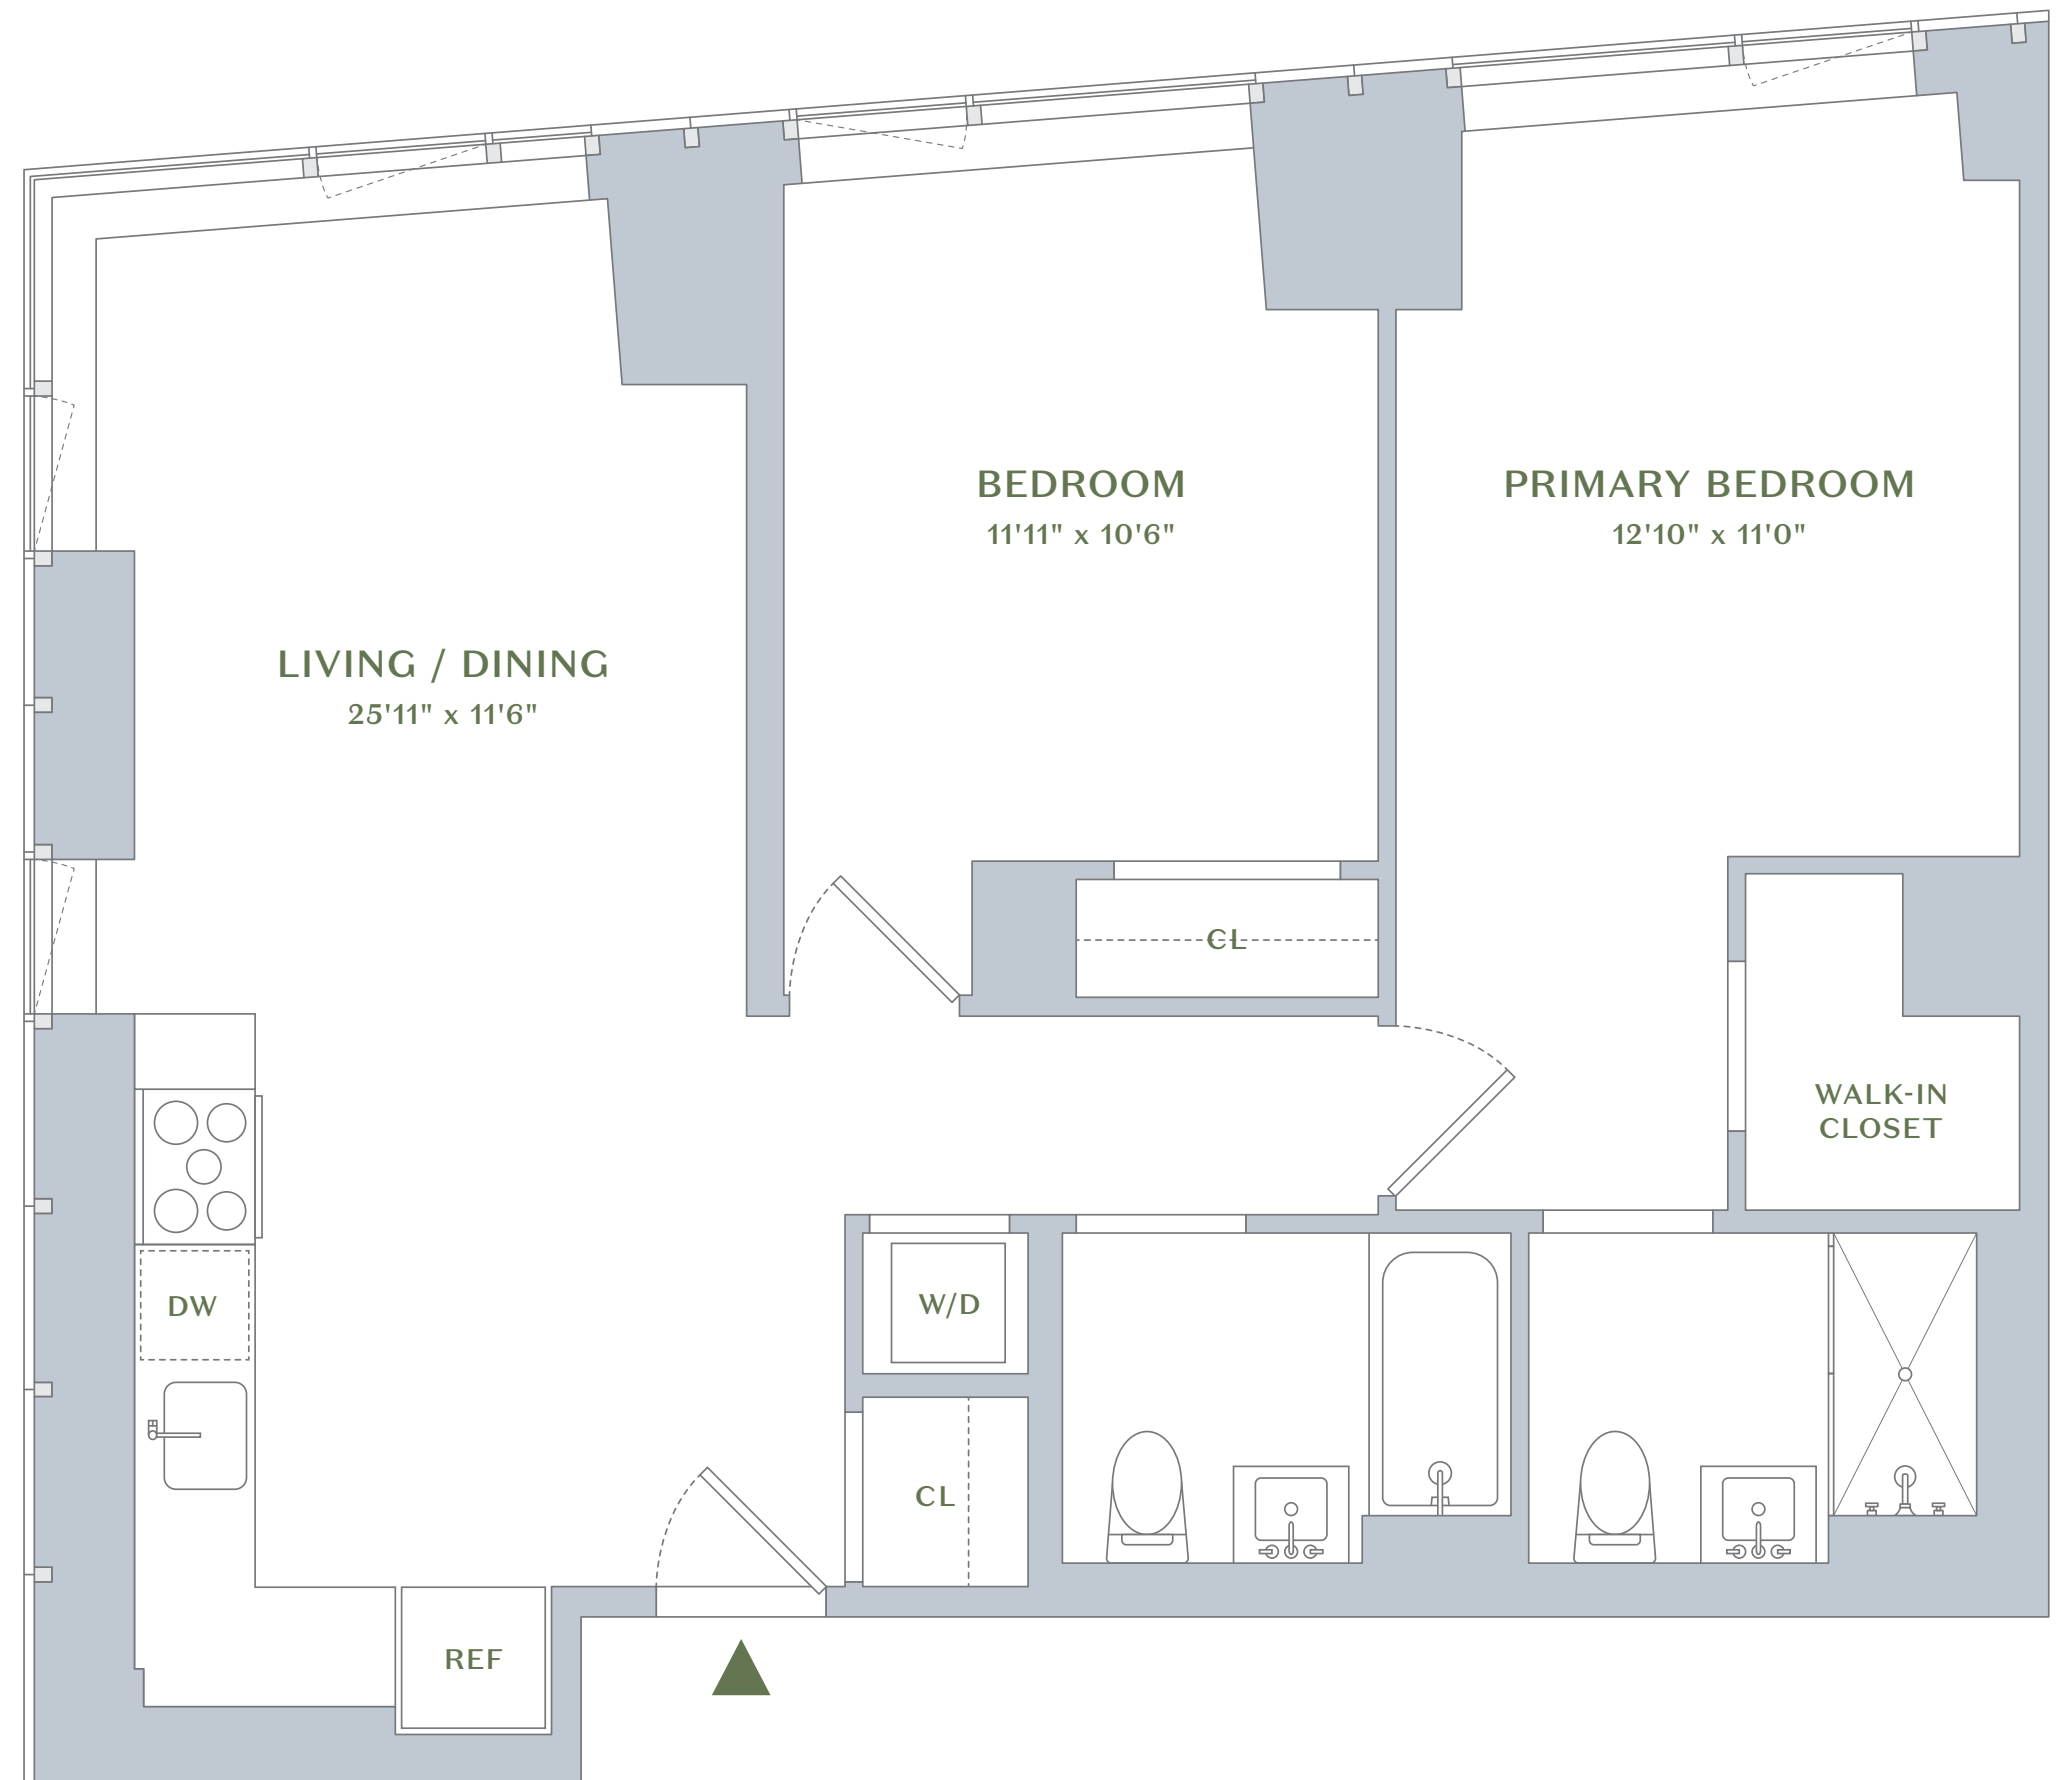 BEDROOM
11'11" x 10'6"
PRIMARY BEDROOM
12'10" x 11'0"
LIVING / DINING
25'11" x 11'6"
CL
WALK-IN
CLOSET
DW
W/D
CL
REF